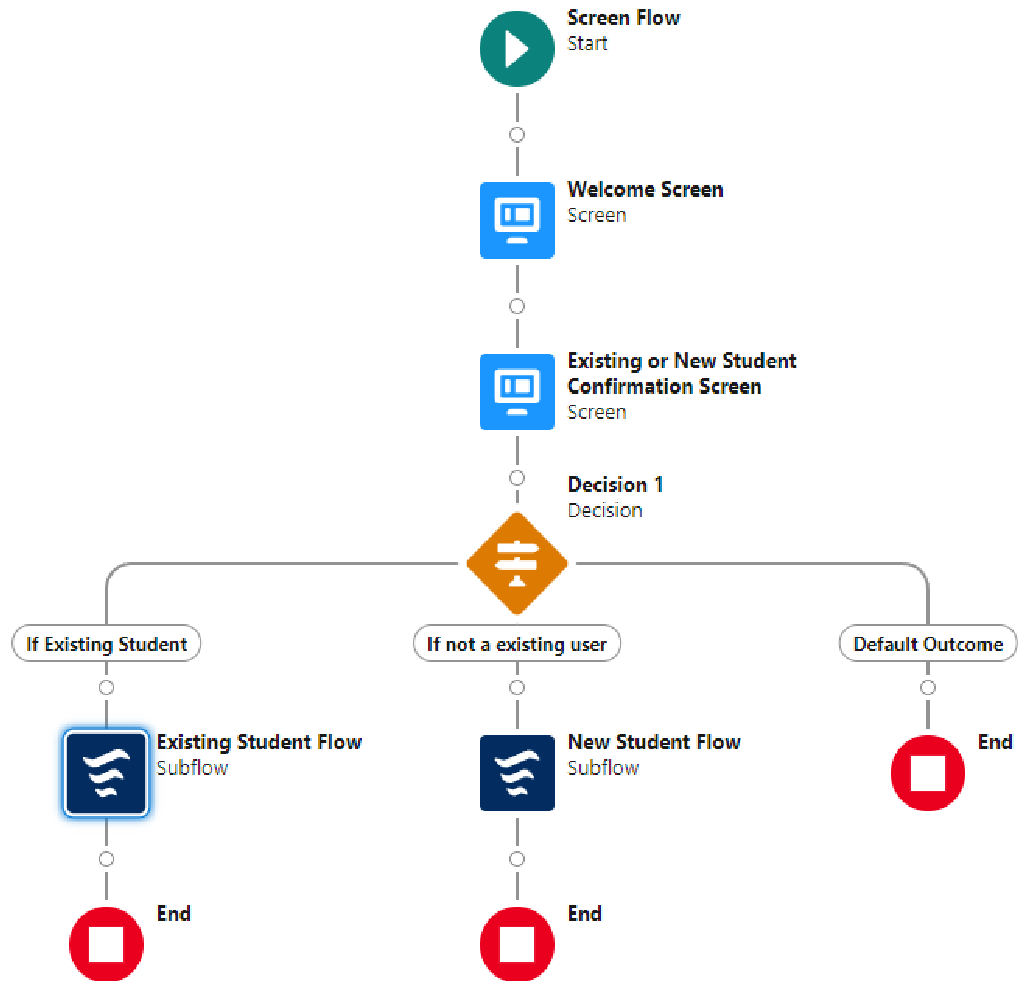 Screen Flow
Start
Welcome Screen
Screen
Existing or New Student
Confirmation Screen
Screen
Decision 1
Decision
If Existing Student
If not a existing user
Default Outcome
Existing Student Flow
Subflow
New Student Flow
Subflow
End
End
End